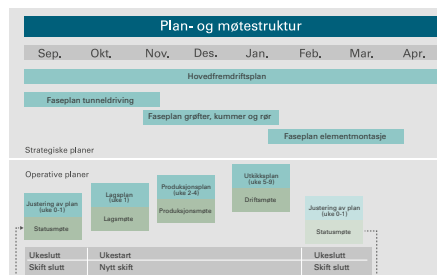 Plan- og møtestruktur
Sep. Okt. Nov. Des. Jan. Feb. Mar. Apr.
Hovedfremdriftsplan
Faseplan tunneldriving
Faseplan grøfter, kummer og rør
Faseplan elementmontasje
Strategiske planer
Operative planer
Justering av plan
(uke 0-1)
Statusmøte
Lagsplan
(uke 1)
Lagsmøte
Produksjonsplan
(uke 2-4)
Produksjonsmøte
Utkikksplan
(uke 5-9)
Driftsmøte
Justering av plan
(uke 0-1)
Statusmøte
Ukeslutt Ukestart Ukeslutt
Skift slutt Nytt skift Skift slutt